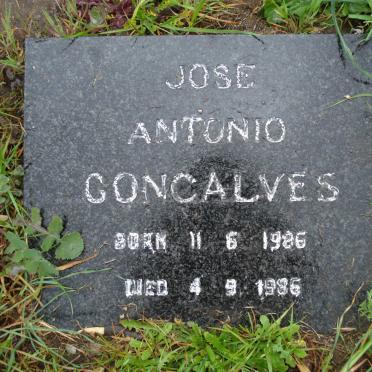 JOSE
ANTONIO
GONCALVES
BORN 11 6 1986
DIED 4 9 1986